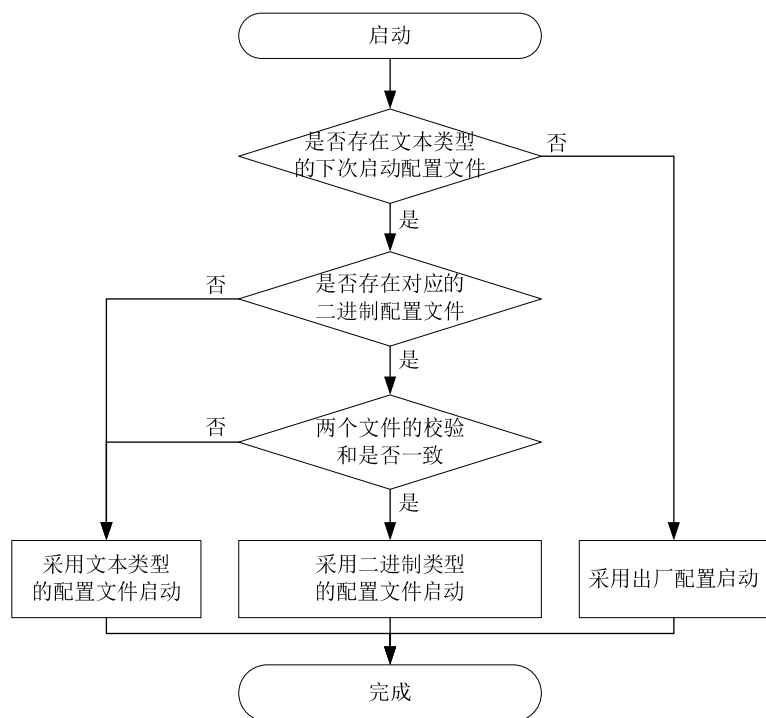 启动
是否存在文本类型
的下次启动配置文件
否
是
是否存在对应的
二进制配置文件
否
是
两个文件的校验
和是否一致
否
是
采用文本类型
的配置文件启动
采用二进制类型
的配置文件启动
采用出厂配置启动
完成